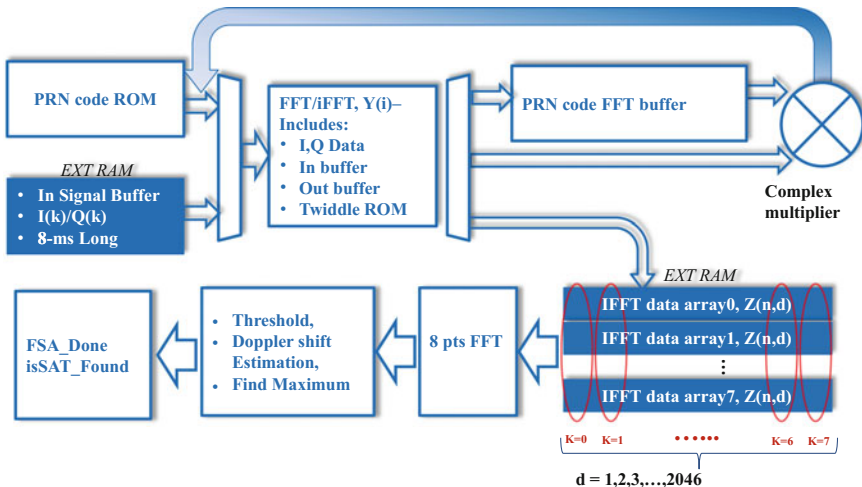 PRN code ROM
EXT RAM
• In Signal Buffer
• I(k)/Q(k)
• 8-ms Long
FFT/iFFT, Y(i)–
Includes:
• I,Q Data
• In buffer
• Out buffer
• Twiddle ROM
PRN code FFT buffer
Complex
multiplier
EXT RAM
IFFT data array0, Z(n,d)
IFFT data array1, Z(n,d)
⋮
IFFT data array7, Z(n,d)
K=0 K=1 •••••• K=6 K=7
d = 1,2,3,...,2046
8 pts FFT
• Threshold,
• Doppler shift
Estimation,
• Find Maximum
FSA_Done
isSAT_Found